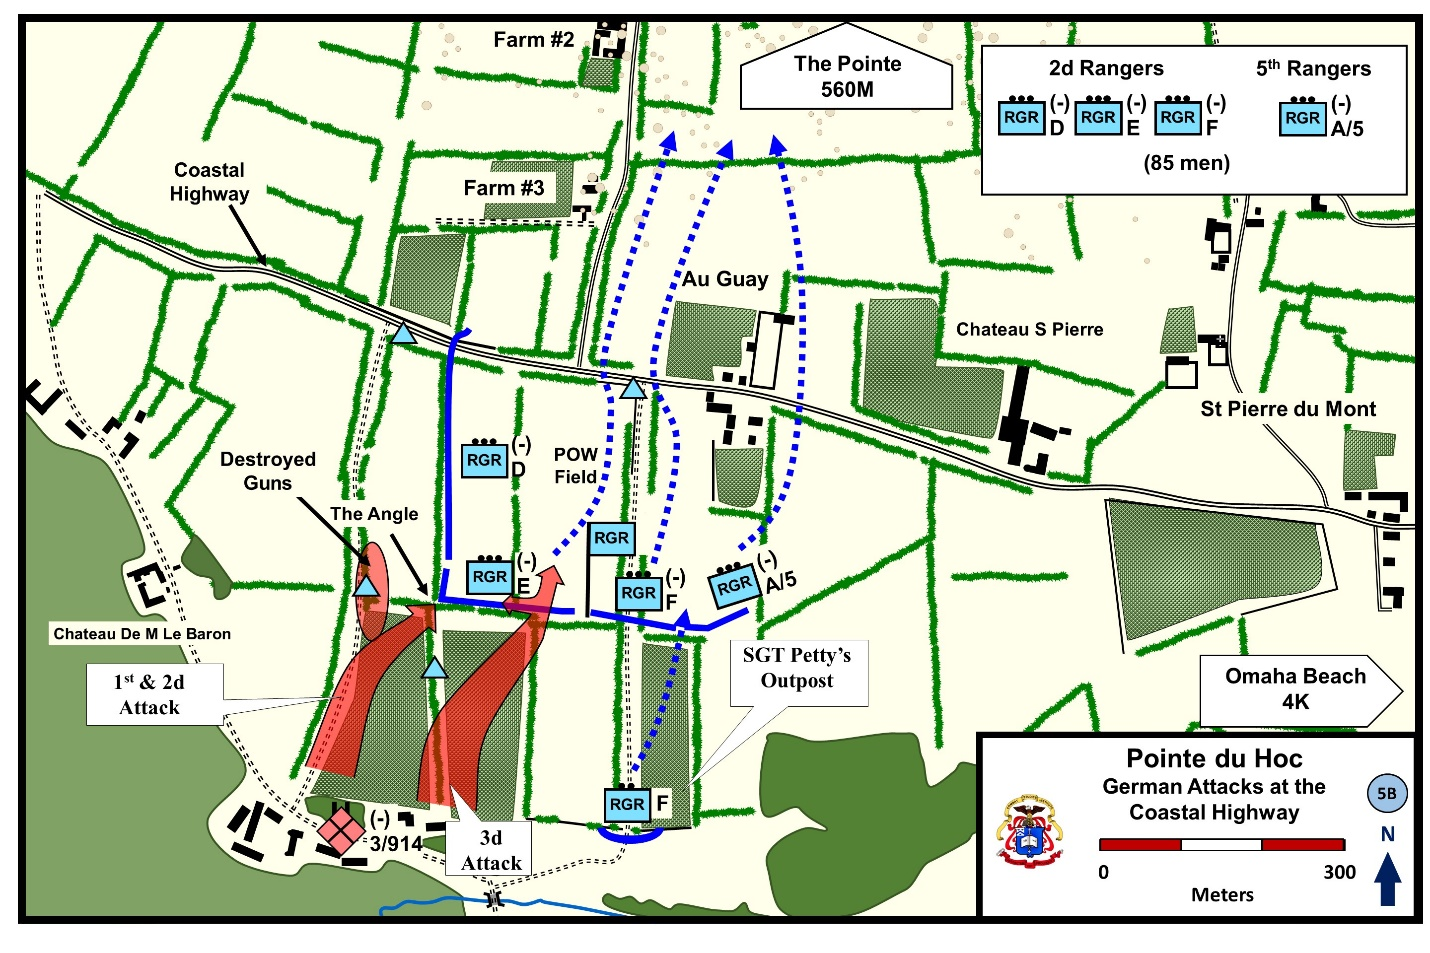 Farm #2
The Pointe
560M
2d Rangers
5th Rangers
RGR
(-)
D
RGR
(-)
E
RGR
(-)
F
RGR
(-)
A/5
(85 men)
Coastal
Highway
Farm #3
Au Guay
Chateau S Pierre
St Pierre du Mont
Destroyed
Guns
The Angle
RGR
(-)
D
POW
Field
RGR
RGR
(-)
E
RGR
(-)
F
RGR
(-)
A/5
Chateau De M Le Baron
1st & 2d
Attack
SGT Petty's
Outpost
Omaha Beach
4K
RGR
F
(-)
3/914
3d
Attack
Pointe du Hoc
German Attacks at the
Coastal Highway
5B
N
0
300
Meters